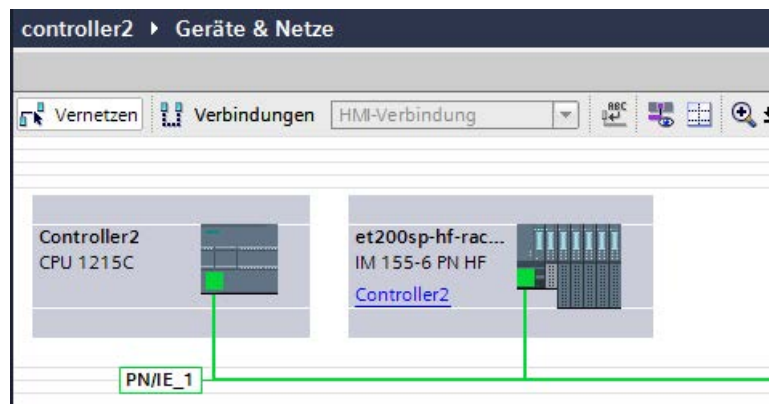 controller2 ▸ Geräte & Netze
Vernetzen Verbindungen HMI-Verbindung ABC
Controller2
CPU 1215C
et200sp-hf-rac...
IM 155-6 PN HF
Controller2
PN/IE_1